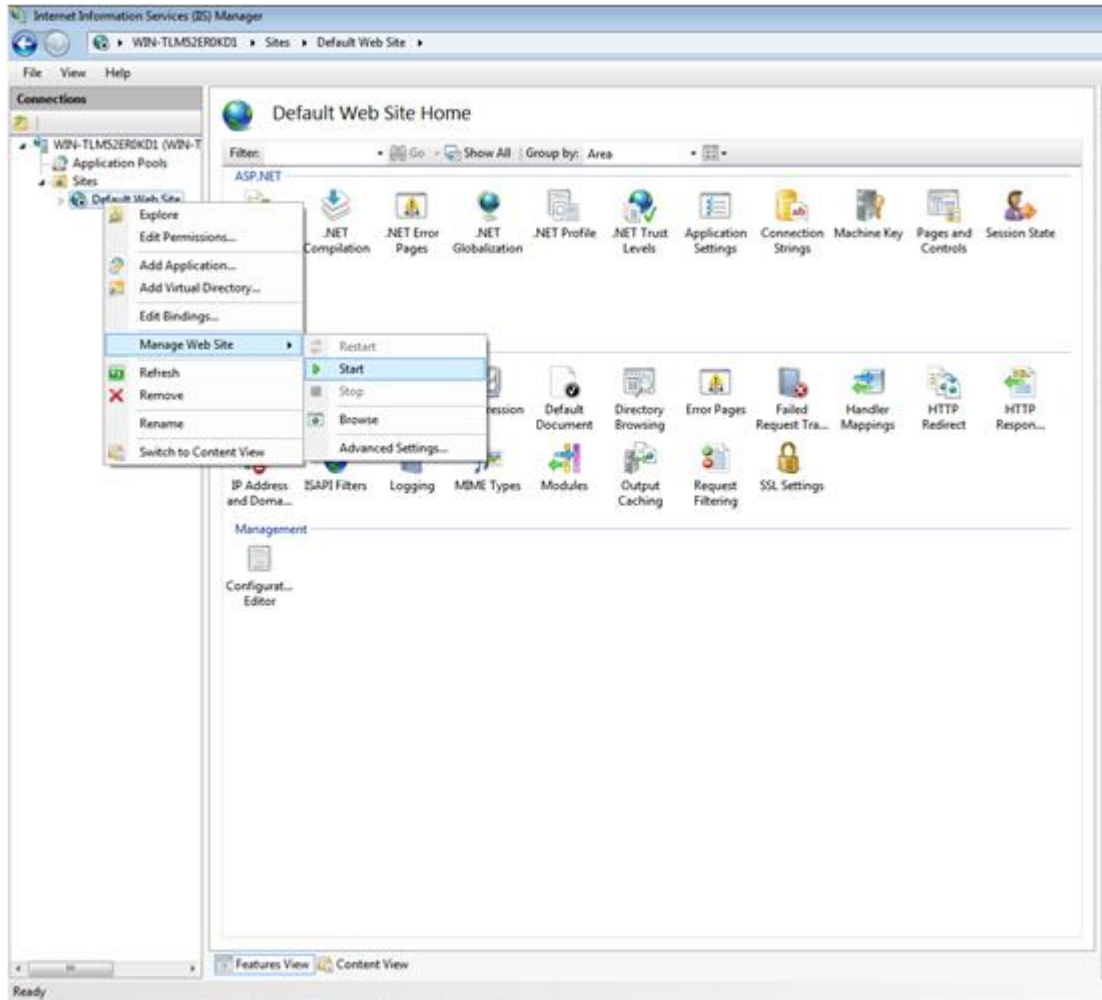 Internet Information Services (IIS) Manager
WIN-TLM52ER0KD1 Sites Default Web Site
File View Help
Connections
WIN-TLM52ER0KD1 (WIN-T
Application Pools
Sites
Default Web Site
Default Web Site Home
Filter: Go Show All Group by: Area
ASP.NET
.NET Compilation
.NET Error Pages
.NET Globalization
.NET Profile
.NET Trust Levels
Application Settings
Connection Strings
Machine Key
Pages and Controls
Session State
Explore
Edit Permissions...
Add Application...
Add Virtual Directory...
Edit Bindings...
Manage Web Site
Refresh
Remove
Rename
Switch to Content View
Restart
Start
Stop
Browse
Advanced Settings...
ression
Default Document
Directory Browsing
Error Pages
Failed Request Tra...
Handler Mappings
HTTP Redirect
HTTP Respon...
IP Address and Doma...
ISAPI Filters
Logging
MIME Types
Modules
Output Caching
Request Filtering
SSL Settings
Management
Configurat... Editor
Features View Content View
Ready